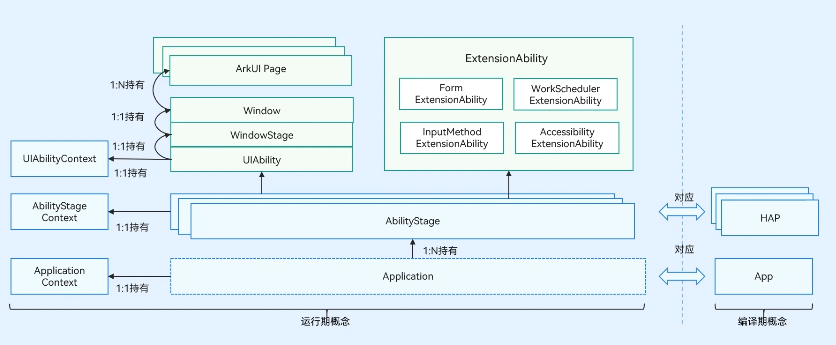 ArkUI Page
1:N持有
Window
1:1持有
WindowStage
1:1持有
UIAbility
UIAbilityContext
1:1持有
ExtensionAbility
Form
ExtensionAbility
WorkScheduler
ExtensionAbility
InputMethod
ExtensionAbility
Accessibility
ExtensionAbility
AbilityStage
Context
1:1持有
AbilityStage
对应
HAP
1:N持有
Application
Context
1:1持有
Application
对应
App
运行期概念
编译期概念